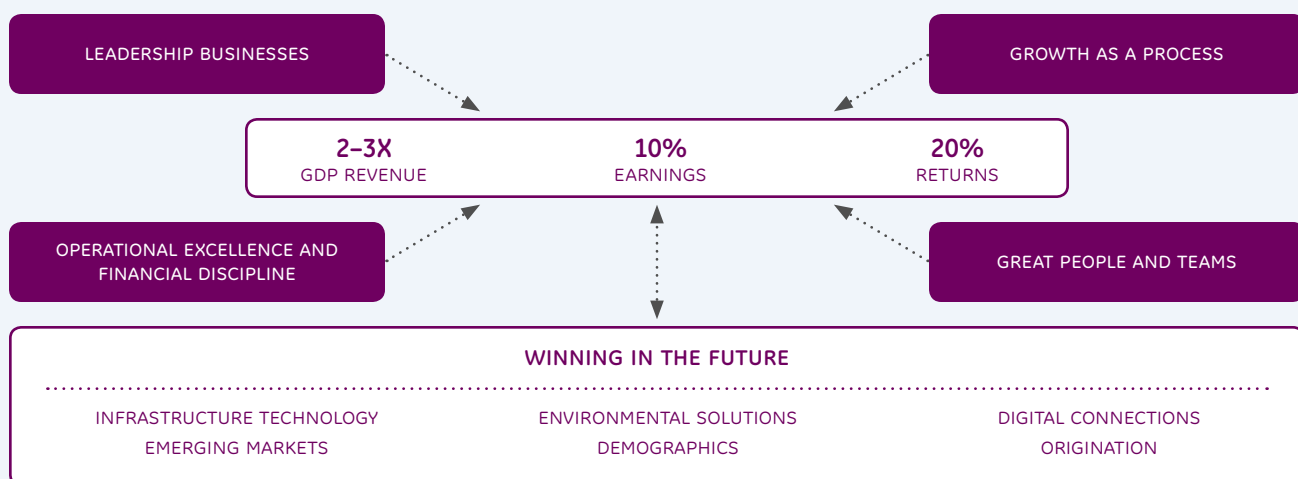 LEADERSHIP BUSINESSES
GROWTH AS A PROCESS
2–3X
GDP REVENUE
10%
EARNINGS
20%
RETURNS
OPERATIONAL EXCELLENCE AND
FINANCIAL DISCIPLINE
GREAT PEOPLE AND TEAMS
WINNING IN THE FUTURE
INFRASTRUCTURE TECHNOLOGY
EMERGING MARKETS
ENVIRONMENTAL SOLUTIONS
DEMOGRAPHICS
DIGITAL CONNECTIONS
ORIGINATION